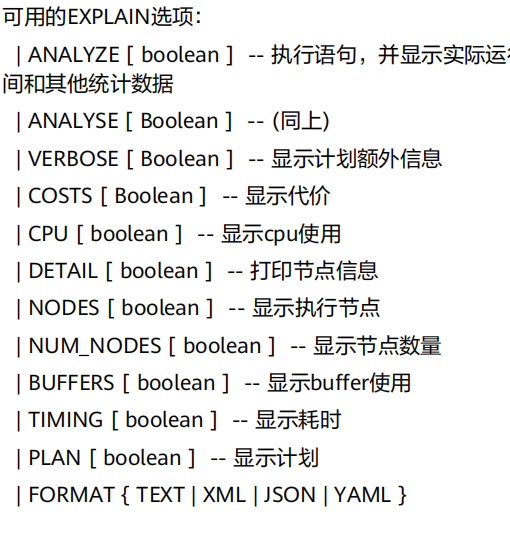 可用的EXPLAIN选项：
| ANALYZE [ boolean ] -- 执行语句，并显示实际运
间和其他统计数据
| ANALYSE [ Boolean ] -- (同上)
| VERBOSE [ Boolean ] -- 显示计划额外信息
| COSTS [ Boolean ] -- 显示代价
| CPU [ boolean ] -- 显示cpu使用
| DETAIL [ boolean ] -- 打印节点信息
| NODES [ boolean ] -- 显示执行节点
| NUM_NODES [ boolean ] -- 显示节点数量
| BUFFERS [ boolean ] -- 显示buffer使用
| TIMING [ boolean ] -- 显示耗时
| PLAN [ boolean ] -- 显示计划
| FORMAT { TEXT | XML | JSON | YAML }